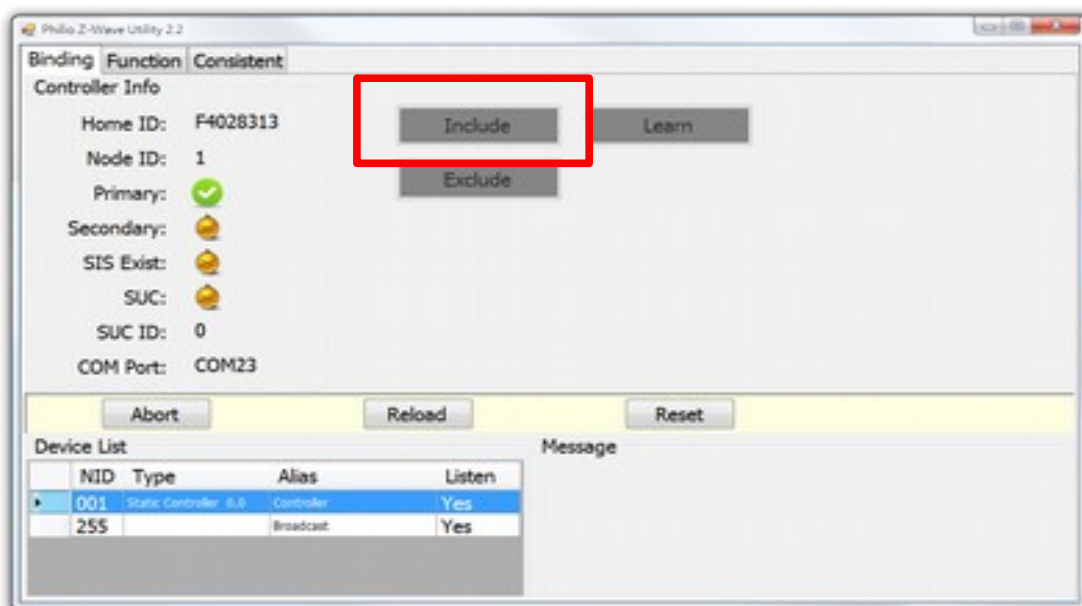 Philio Z-Wave Utility 2.2
Binding Function Consistent
Controller Info
Home ID: F4028313
Include
Learn
Node ID: 1
Exclude
Primary:
Secondary:
SIS Exist:
SUC:
SUC ID: 0
COM Port: COM23
Abort Reload Reset
Device List
Message
NID Type Alias Listen
001 Static Controller 0.0 Controller Yes
255 Broadcast Yes